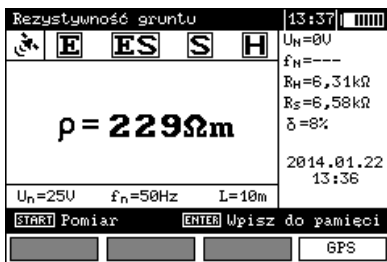 Rezystywność gruntu 13:37
E ES S H
UN=0V
fN=---
RH=6,31kΩ
RS=6,58kΩ
δ=8%
ρ=229Ωm
2014.01.22
13:36
Un=25V fn=50Hz L=10m
START Pomiar ENTER Wpisz do pamięci
GPS